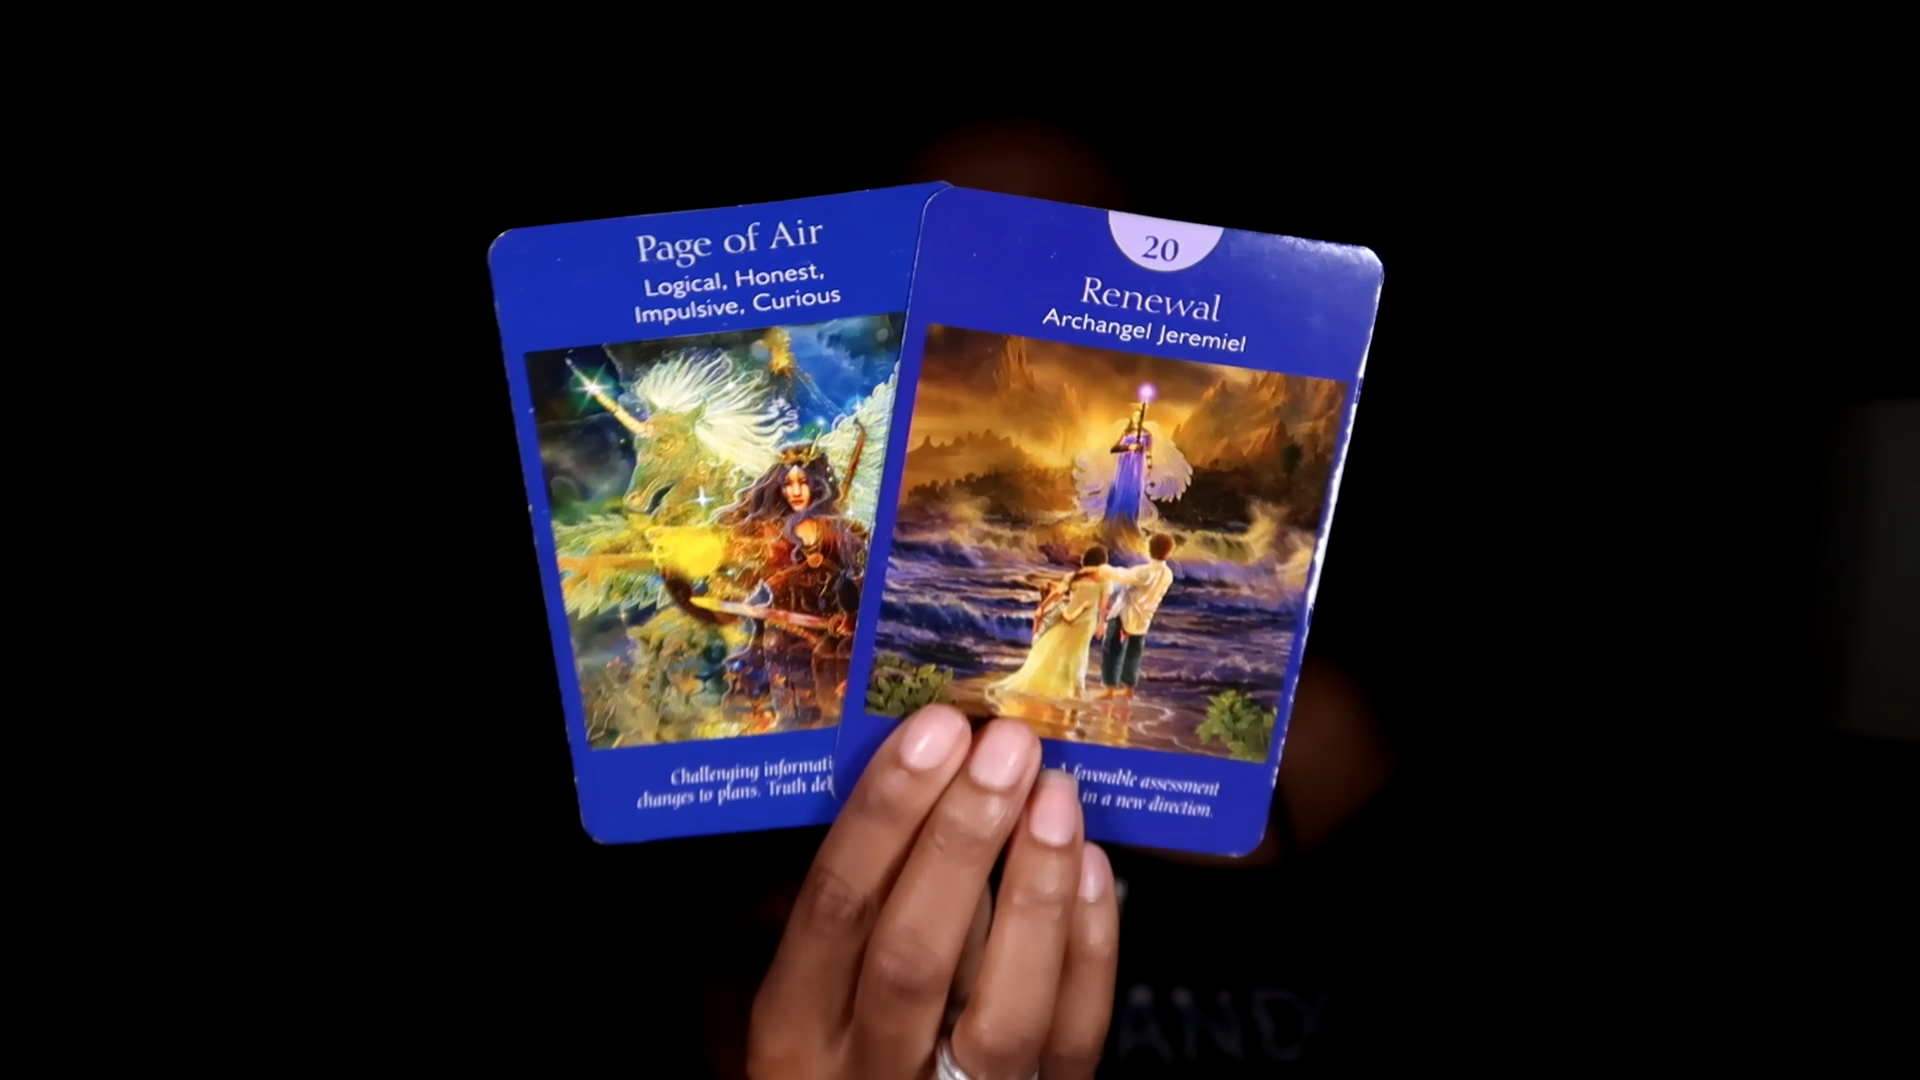 Page of Air
Logical, Honest,
Impulsive, Curious
Challenging
changes to plans. Truth
20
Renewal
Archangel Jeremiel
A favorable assessment
in a new direction.
AND